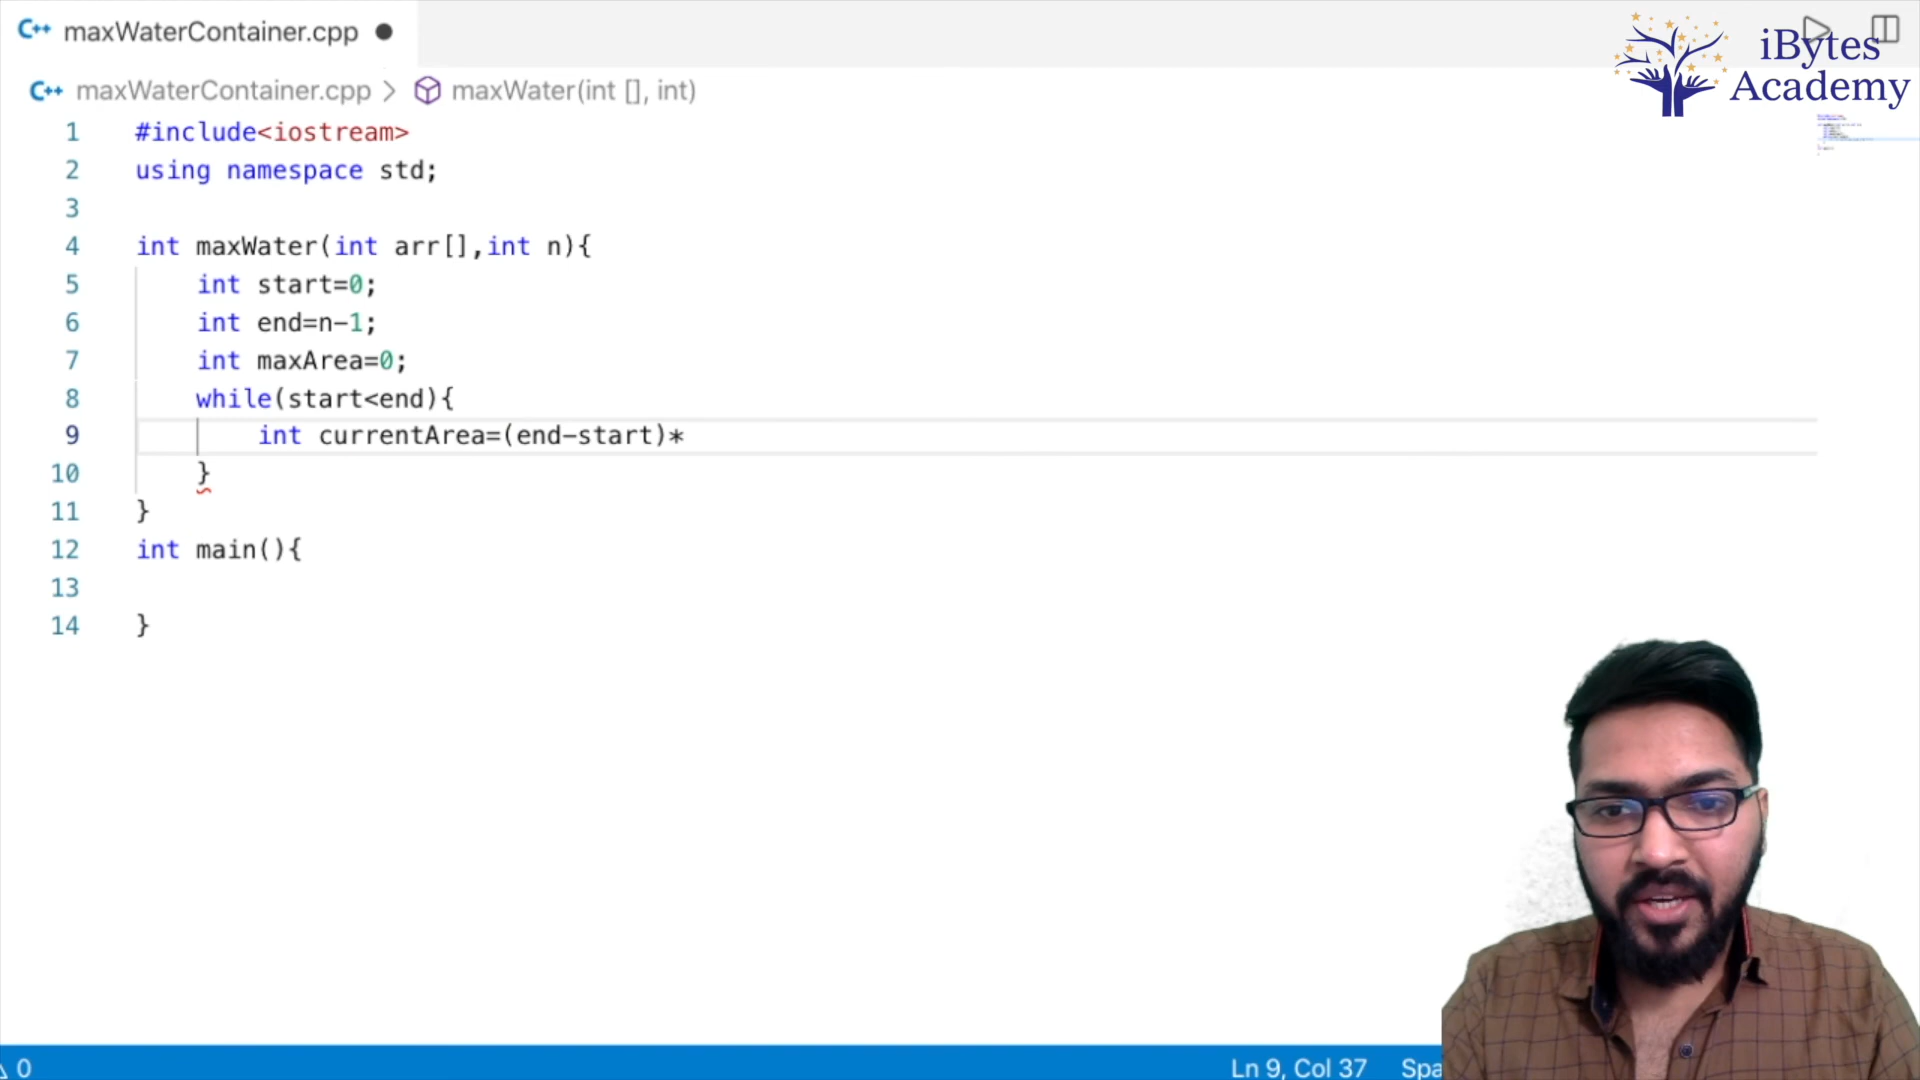 maxWaterContainer.cpp
iBytes
Academy
maxWaterContainer.cpp > maxWater(int [], int)
1 #include<iostream>
2 using namespace std;
3
4 int maxWater(int arr[],int n){
5 int start=0;
6 int end=n-1;
7 int maxArea=0;
8 while(start<end){
9 int currentArea=(end-start)*
10 }
11 }
12 int main(){
13
14 }
0
Ln 9, Col 37
Spa